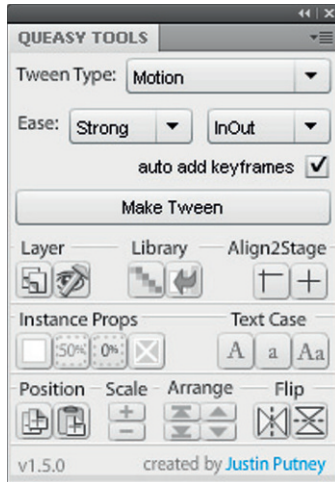 QUEASY TOOLS
Tween Type: Motion
Ease: Strong InOut
auto add keyframes
Make Tween
Layer Library Align2Stage
Instance Props Text Case
50% 0% A a Aa
Position Scale Arrange Flip
v1.5.0 created by Justin Putney